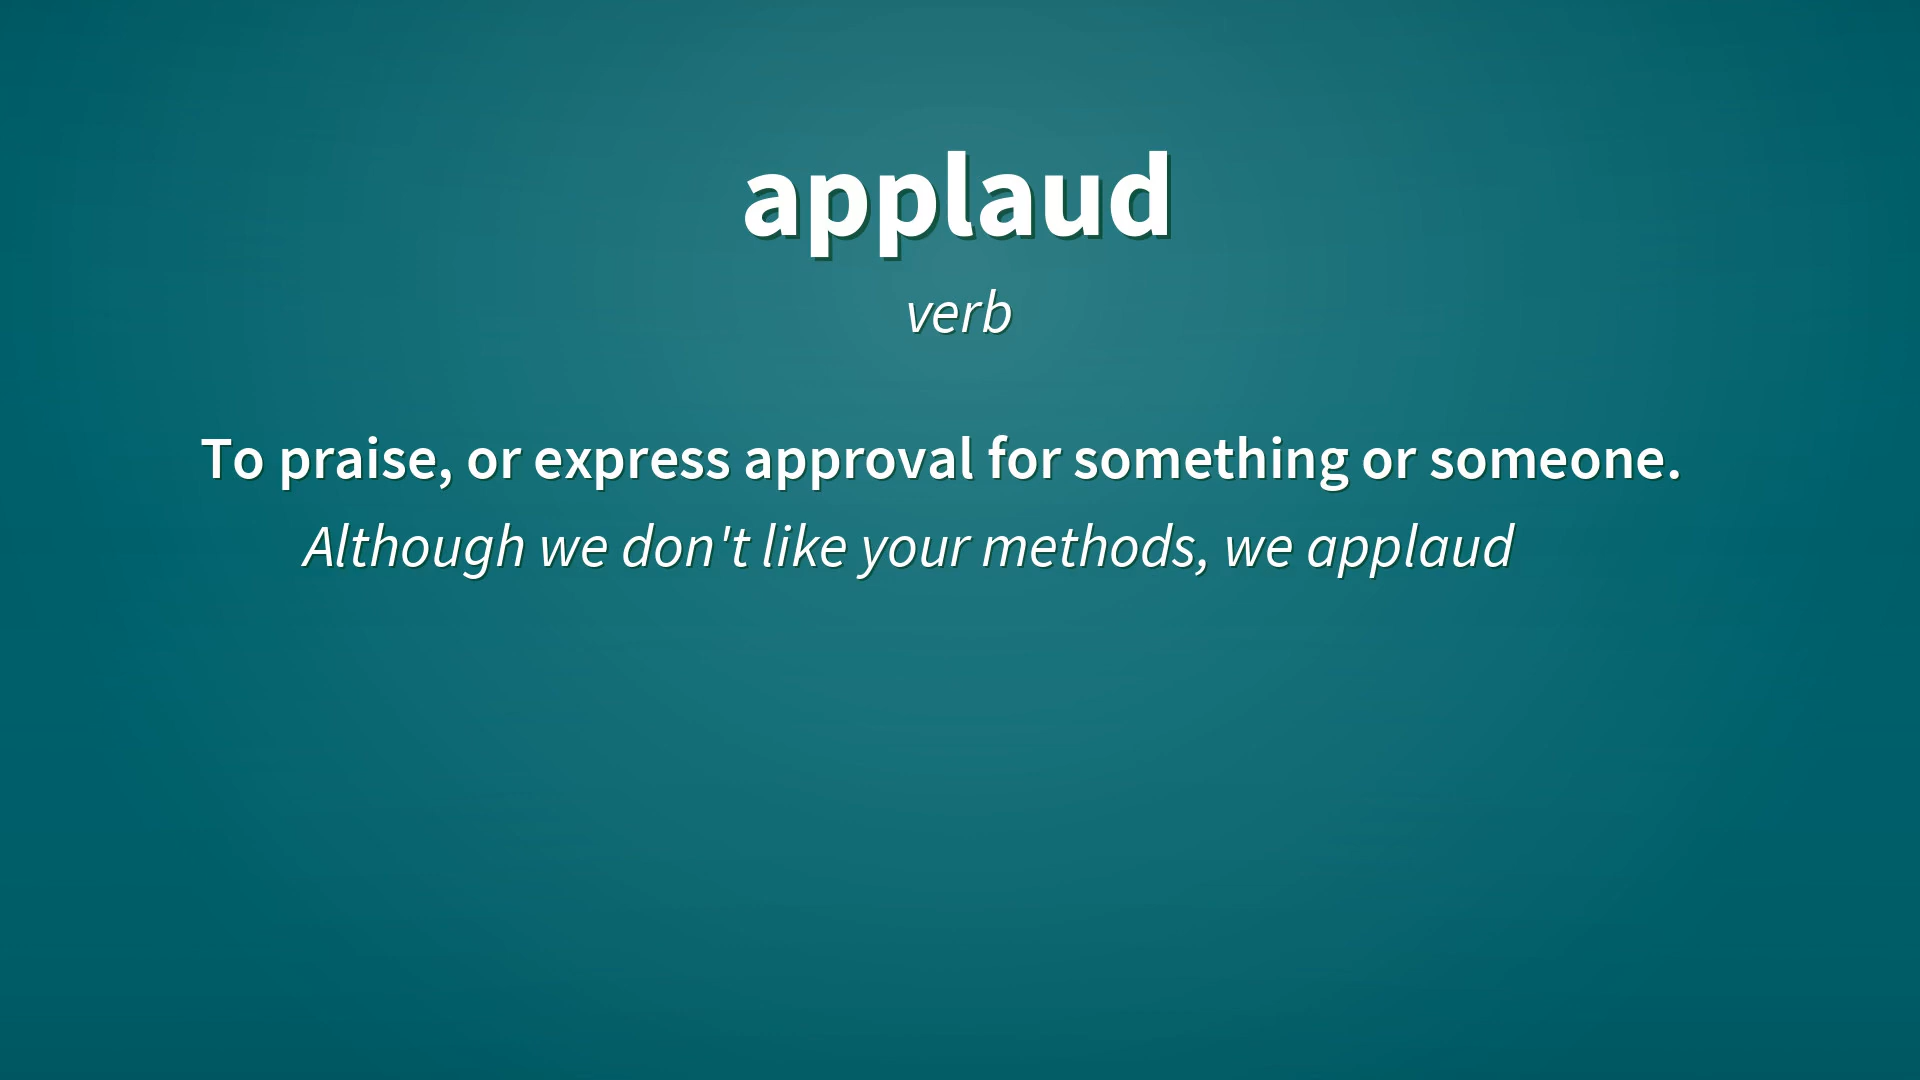 applaud
verb
To praise, or express approval for something or someone.
Although we don't like your methods, we applaud